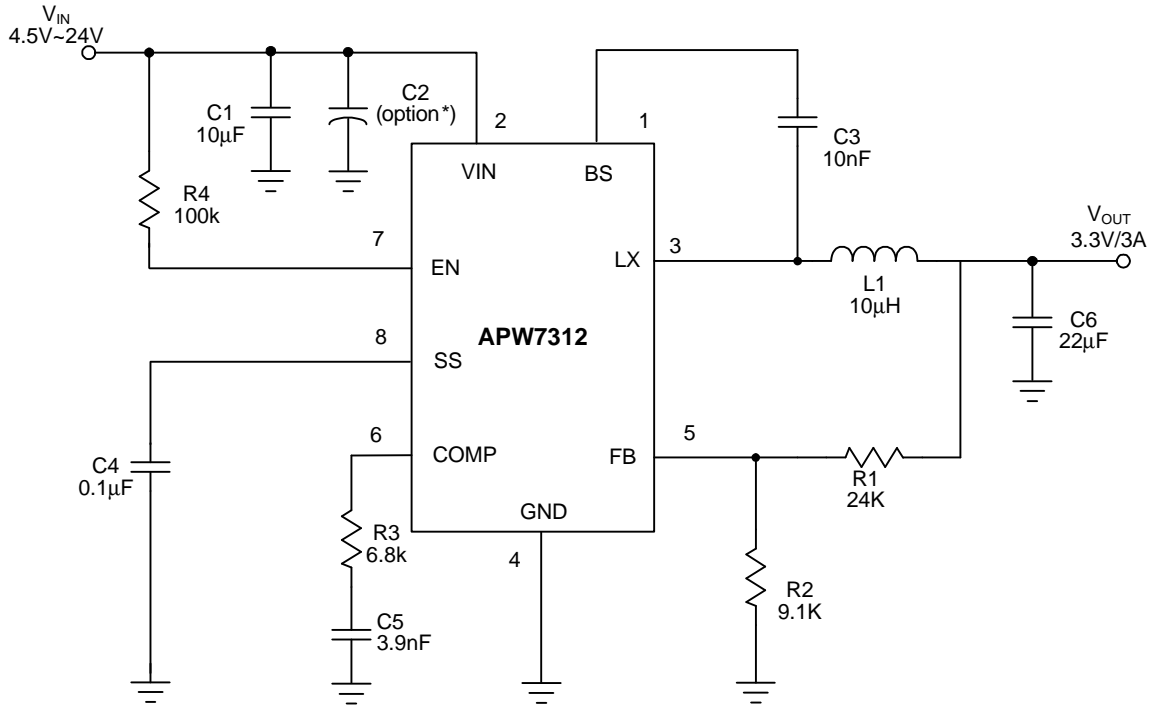 VIN
4.5V~24V
C1
10μF
C2
(option*)
2
1
C3
10nF
VIN
BS
R4
100k
7
EN
LX
3
VOUT
3.3V/3A
L1
10μH
APW7312
C6
22μF
8
SS
6
COMP
FB
5
C4
0.1μF
R1
24K
GND
4
R3
6.8k
R2
9.1K
C5
3.9nF